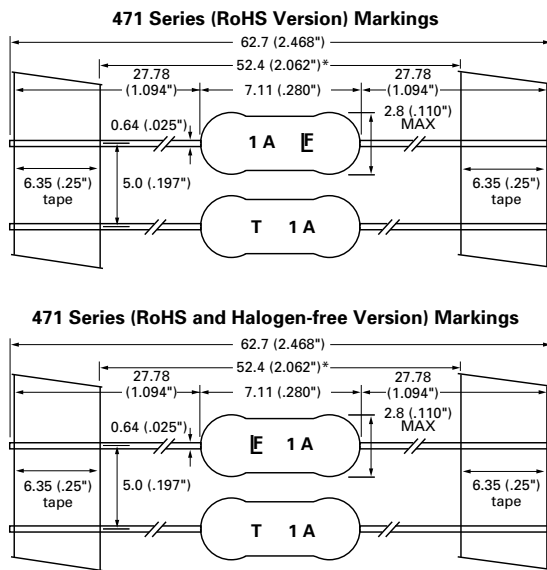 471 Series (RoHS Version) Markings
62.7 (2.468")
52.4 (2.062")*
27.78
(1.094")
7.11 (.280")
27.78
(1.094")
0.64 (.025")
2.8 (.110")
MAX
1 A LF
6.35 (.25")
tape
5.0 (.197")
6.35 (.25")
tape
T 1 A
471 Series (RoHS and Halogen-free Version) Markings
62.7 (2.468")
52.4 (2.062")*
27.78
(1.094")
7.11 (.280")
27.78
(1.094")
0.64 (.025")
2.8 (.110")
MAX
LF 1 A
6.35 (.25")
tape
5.0 (.197")
6.35 (.25")
tape
T 1 A